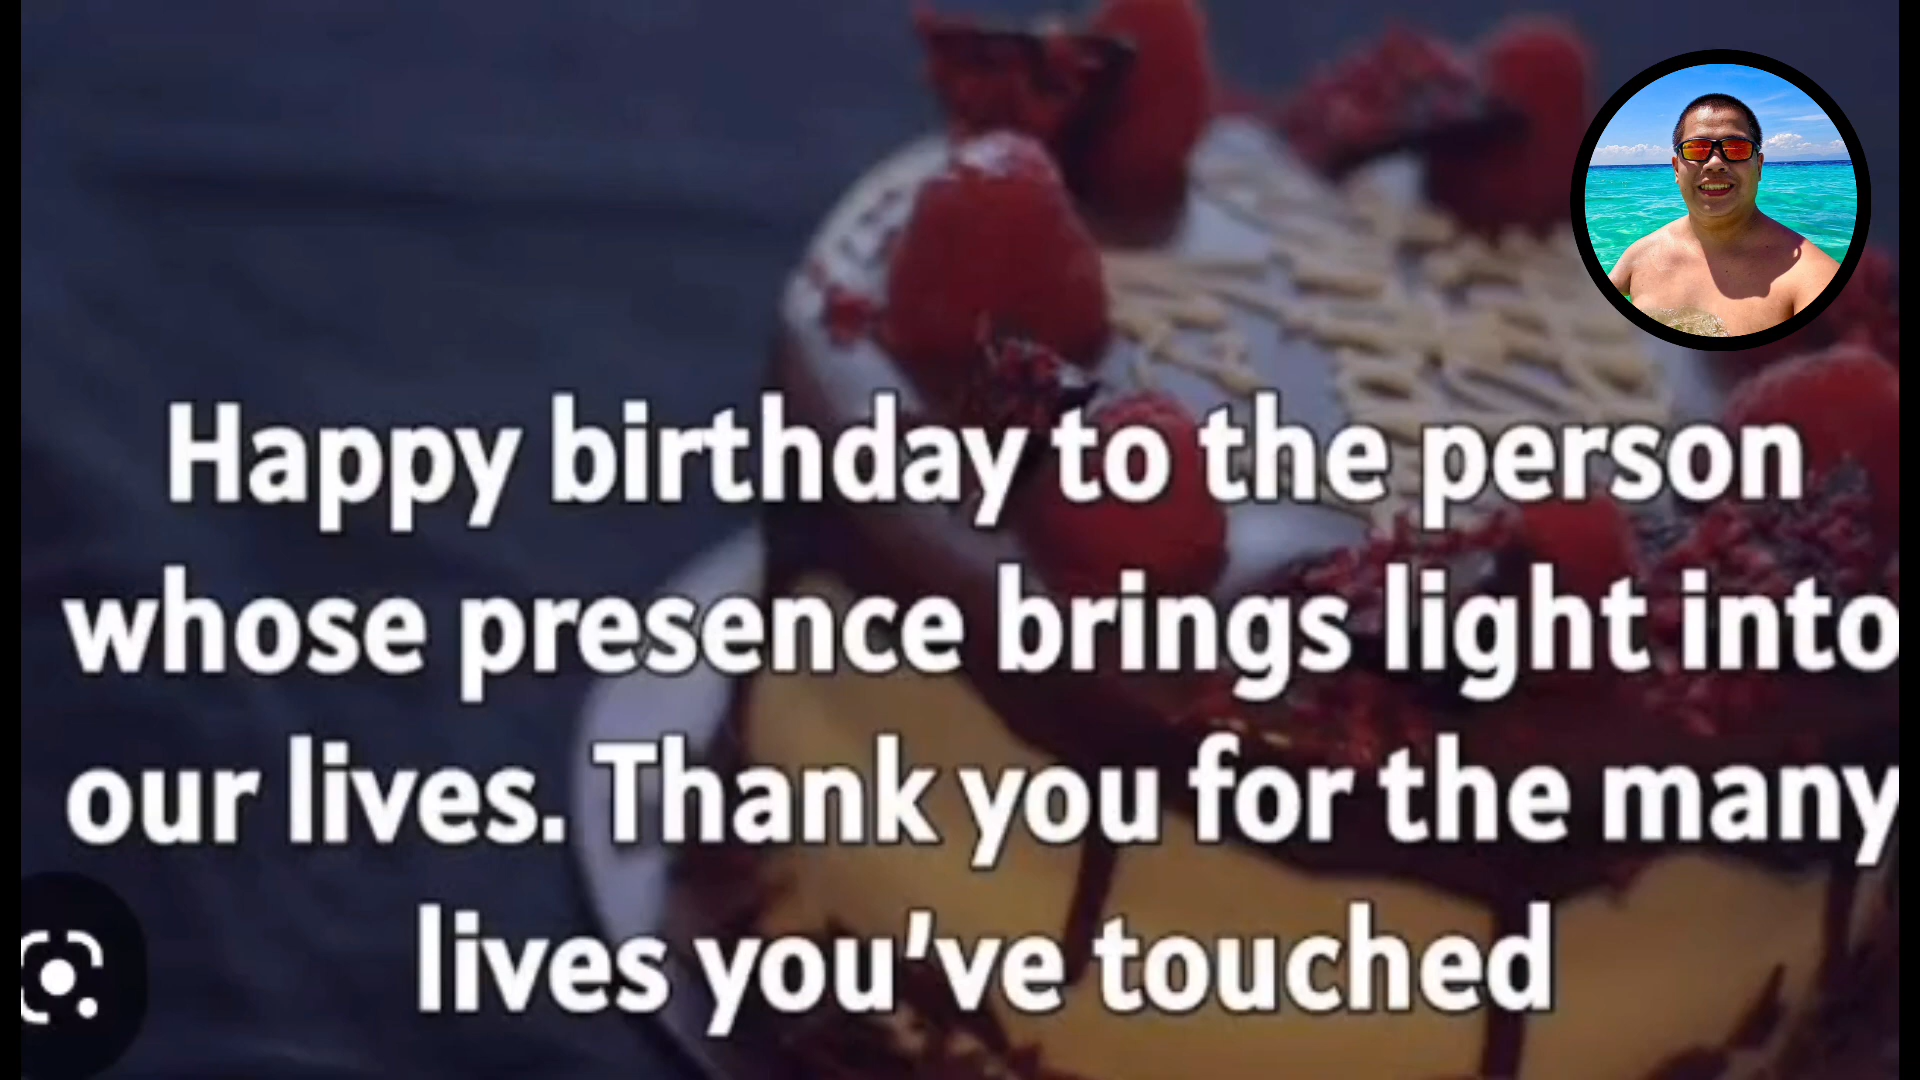 Happy birthday to the person
whose presence brings light into
our lives. Thank you for the many
lives you've touched